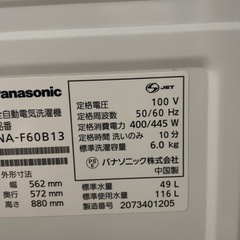 Panasonic
全自動電気洗濯機
品番
NA-F60B13
外形寸法
幅 562 mm
奥行 572 mm
高さ 880 mm
S JET
定格電圧 100 V
定格周波数 50/60 Hz
定格消費電力 400/445 W
定格時間 洗いのみ 10分
標準洗濯容量 6.0 kg
PS E パナソニック株式会社
中国製
標準水量 49 L
標準使用水量 116 L
製造番号 2073401205